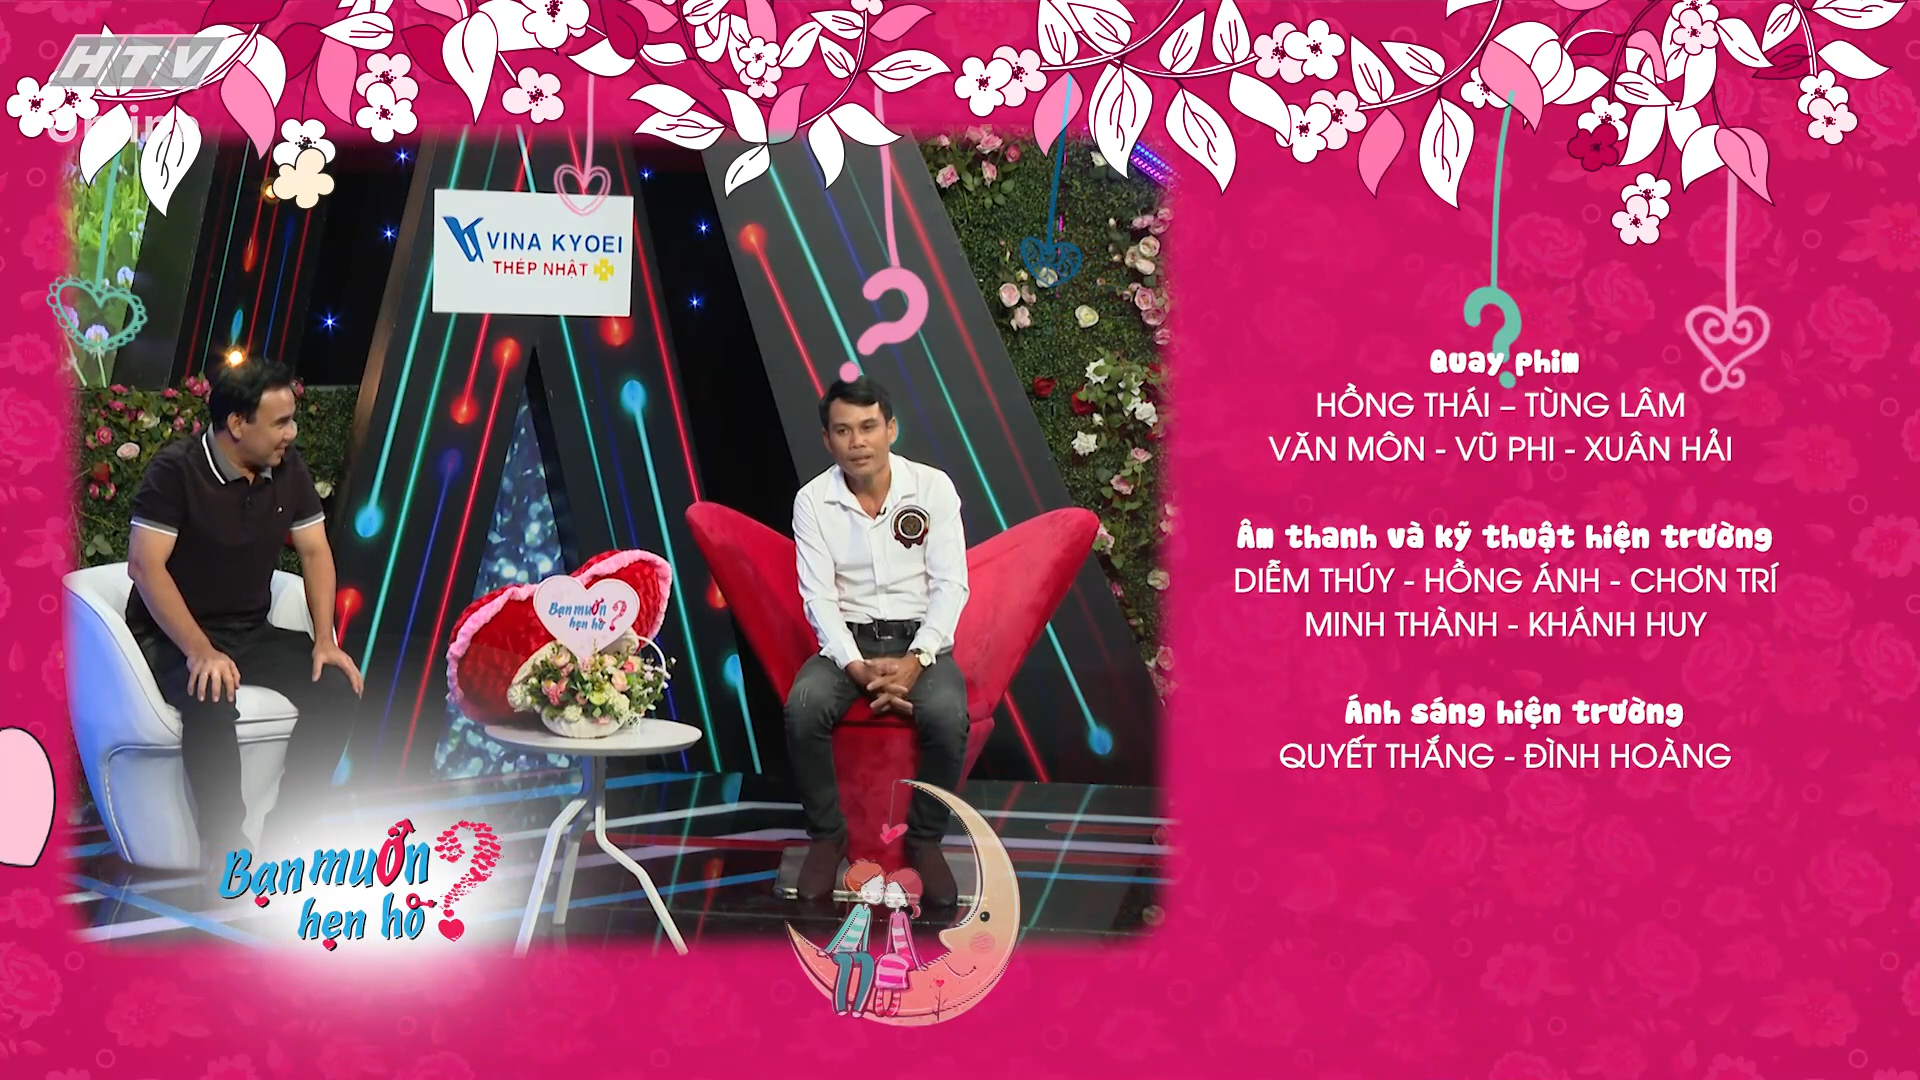 HTV
Online
VINA KYOEI
THÉP NHẬT
Bạn muốn
hẹn hò
Bạn muốn
hẹn hò
Quay phim
HỒNG THÁI – TÙNG LÂM
VĂN MÔN - VŨ PHI - XUÂN HẢI
Âm thanh và kỹ thuật hiện trường
DIỄM THÚY - HỒNG ÁNH - CHƠN TRÍ
MINH THÀNH - KHÁNH HUY
Ánh sáng hiện trường
QUYẾT THẮNG - ĐÌNH HOÀNG